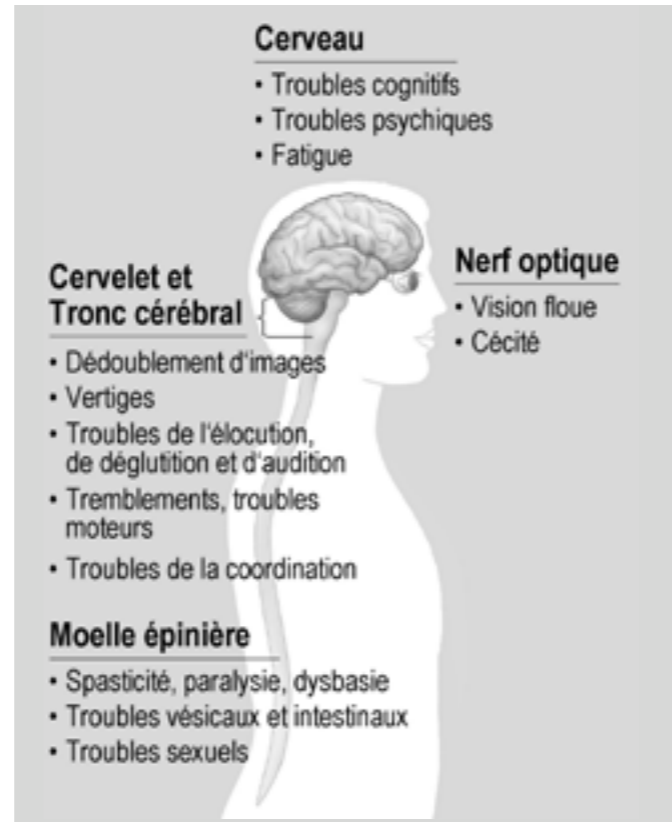 Cerveau
• Troubles cognitifs
• Troubles psychiques
• Fatigue
Nerf optique
• Vision floue
• Cécité
Cervelet et
Tronc cérébral
• Dédoublement d'images
• Vertiges
• Troubles de l'élocution,
de déglutition et d'audition
• Tremblements, troubles
moteurs
• Troubles de la coordination
Moelle épinière
• Spasticité, paralysie, dysbasie
• Troubles vésicaux et intestinaux
• Troubles sexuels